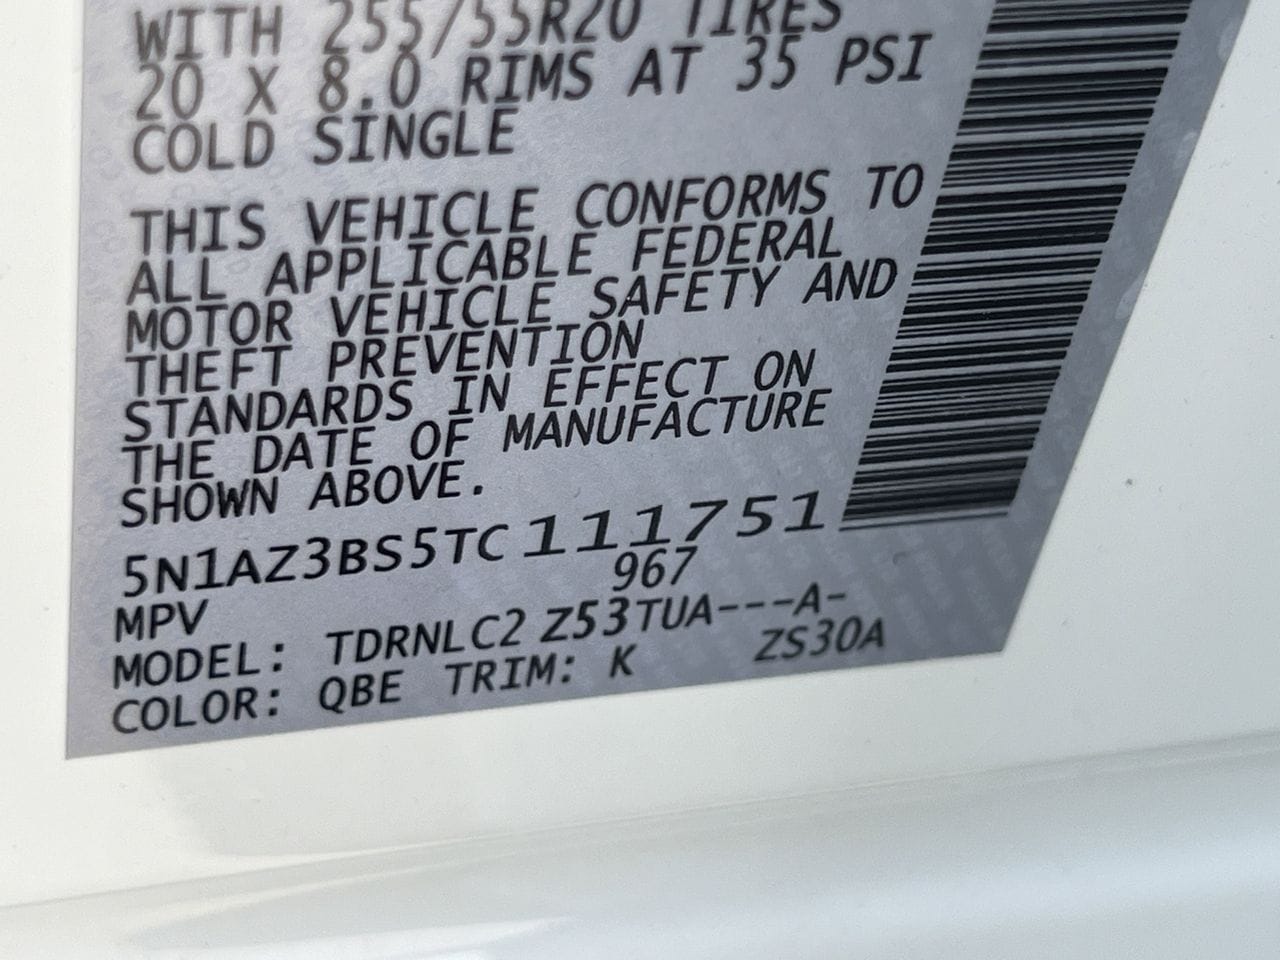 WITH 255/55R20 TIRES
20 X 8.0 RIMS AT 35 PSI
COLD SINGLE
THIS VEHICLE CONFORMS TO
ALL APPLICABLE FEDERAL
MOTOR VEHICLE SAFETY AND
THEFT PREVENTION
STANDARDS IN EFFECT ON
THE DATE OF MANUFACTURE
SHOWN ABOVE.
5N1AZ3BS5TC111751
MPV 967
MODEL: TDRNLC2 Z53TUA---A-
COLOR: QBE TRIM: K ZS30A